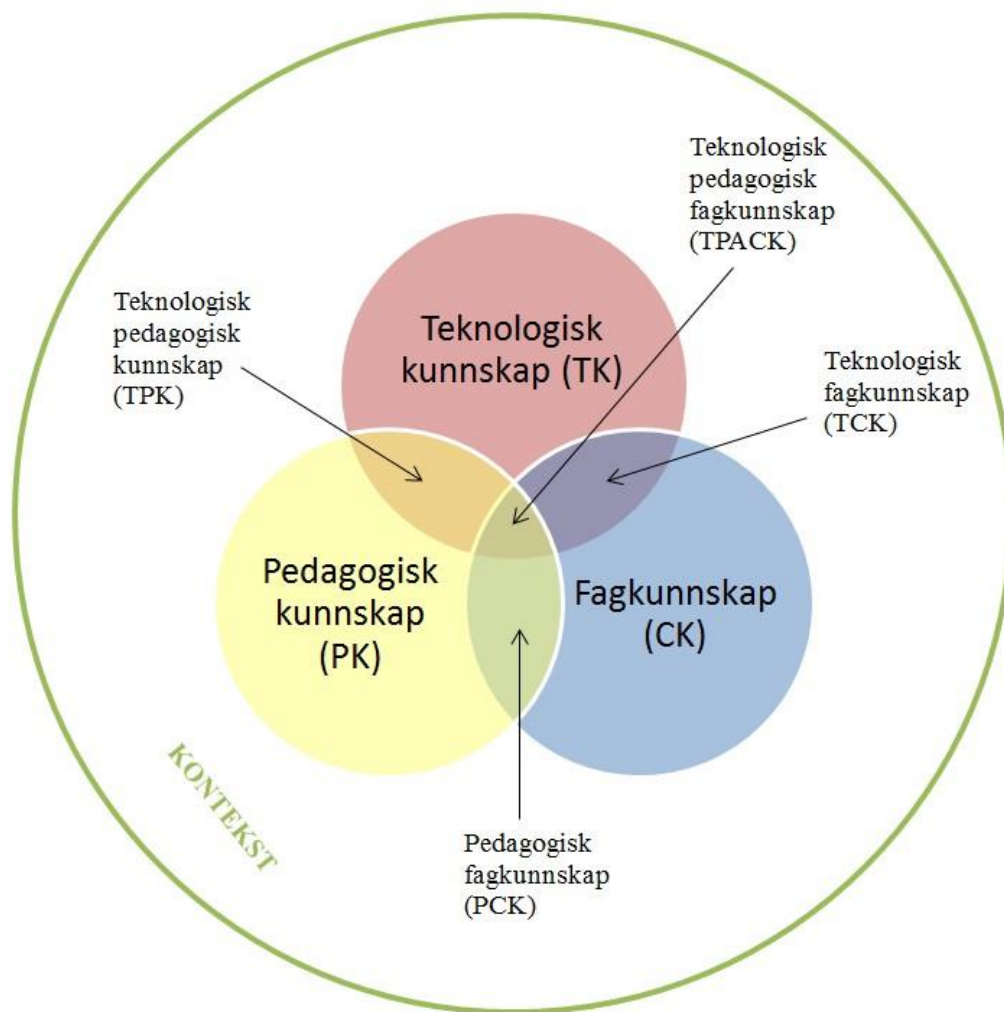 Teknologisk
pedagogisk
fagkunnskap
(TPACK)
Teknologisk
pedagogisk
kunnskap
(TPK)
Teknologisk
kunnskap (TK)
Teknologisk
fagkunnskap
(TCK)
Pedagogisk
kunnskap
(PK)
Fagkunnskap
(CK)
KONTEKST
Pedagogisk
fagkunnskap
(PCK)